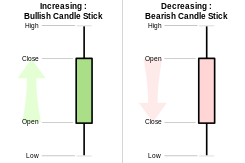 Increasing :
Bullish Candle Stick
High
Close
Open
Low
Decreasing :
Bearish Candle Stick
High
Open
Close
Low